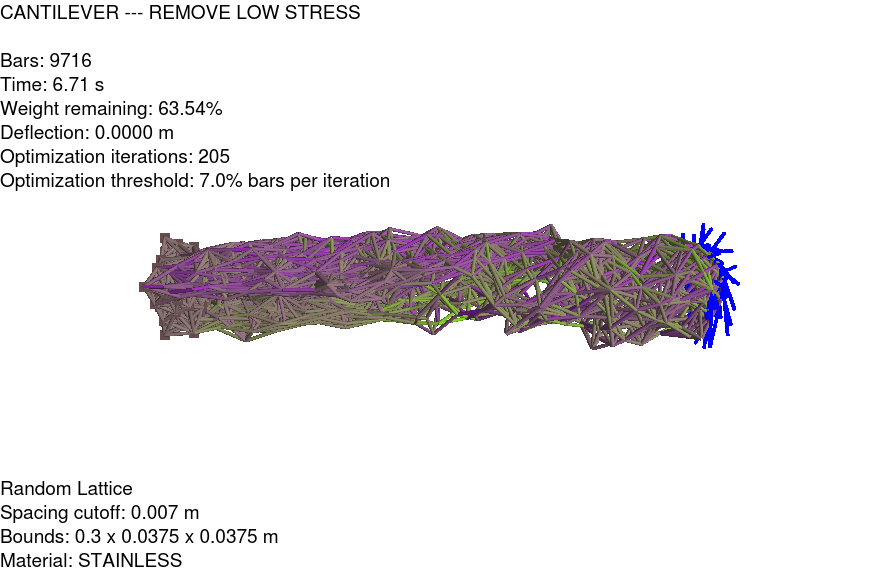 CANTILEVER --- REMOVE LOW STRESS
Bars: 9716
Time: 6.71 s
Weight remaining: 63.54%
Deflection: 0.0000 m
Optimization iterations: 205
Optimization threshold: 7.0% bars per iteration
Random Lattice
Spacing cutoff: 0.007 m
Bounds: 0.3 x 0.0375 x 0.0375 m
Material: STAINLESS